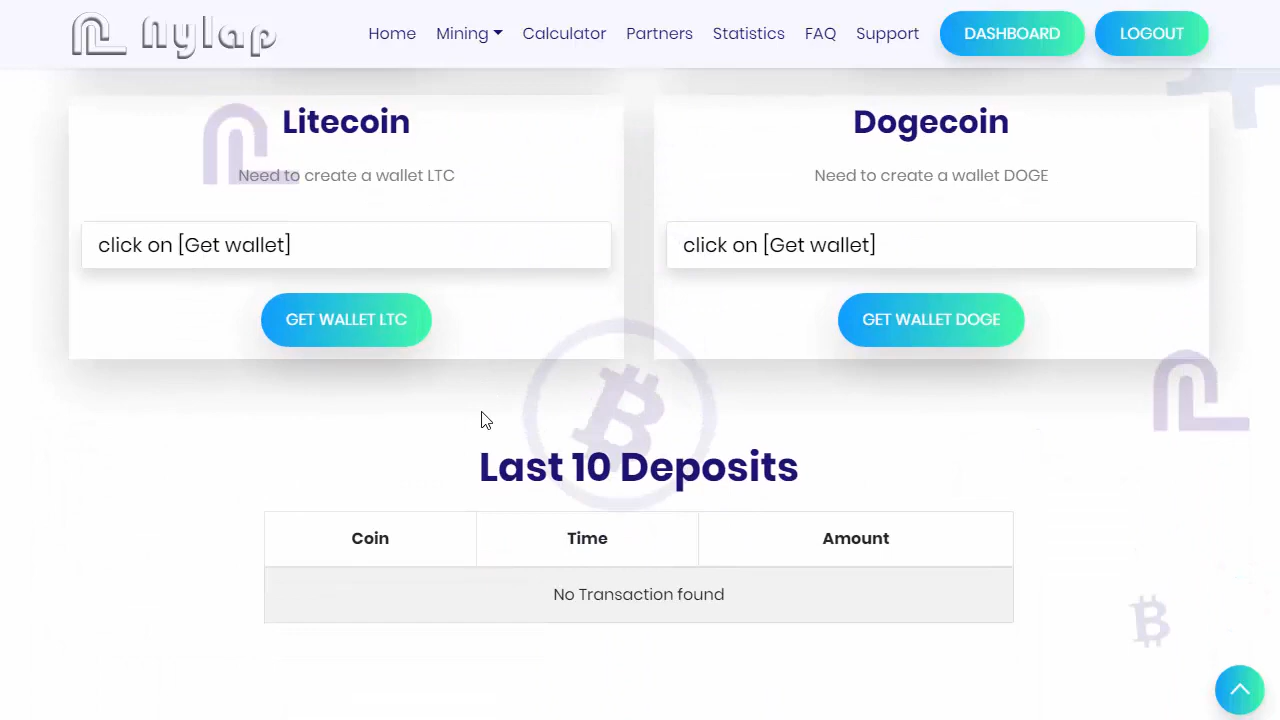 nylap
Home Mining Calculator Partners Statistics FAQ Support DASHBOARD LOGOUT
Litecoin
Need to create a wallet LTC
click on [Get wallet]
GET WALLET LTC
Dogecoin
Need to create a wallet DOGE
click on [Get wallet]
GET WALLET DOGE
Last 10 Deposits
Coin Time Amount
No Transaction found